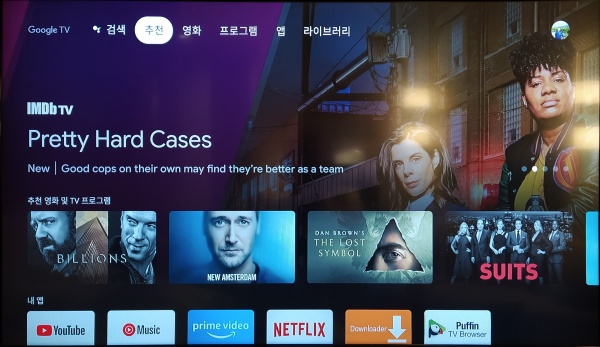 Google TV 검색 추천 영화 프로그램 앱 라이브러리
IMDb TV
Pretty Hard Cases
New | Good cops on their own may find they're better as a team
추천 영화 및 TV 프로그램
BILLIONS
NEW AMSTERDAM
DAN BROWN'S
THE LOST
SYMBOL
SUITS
내 앱
YouTube
Music
prime video
NETFLIX
Downloader
Puffin
TV Browser